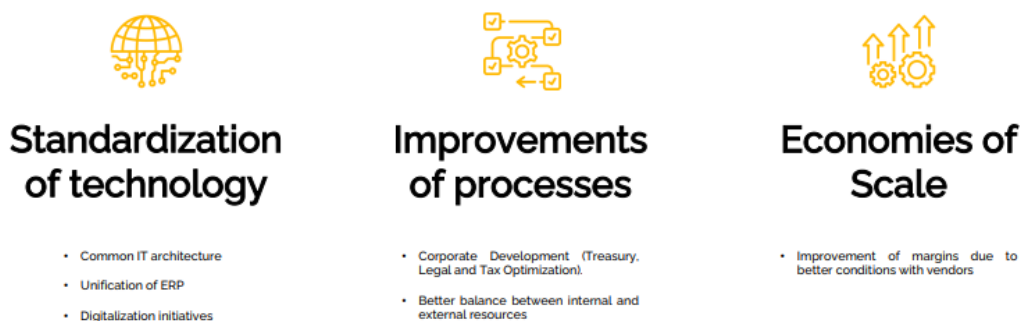 Standardization
of technology
• Common IT architecture
• Unification of ERP
• Digitalization initiatives
Improvements
of processes
• Corporate Development (Treasury,
Legal and Tax Optimization).
• Better balance between internal and
external resources
Economies of
Scale
• Improvement of margins due to
better conditions with vendors